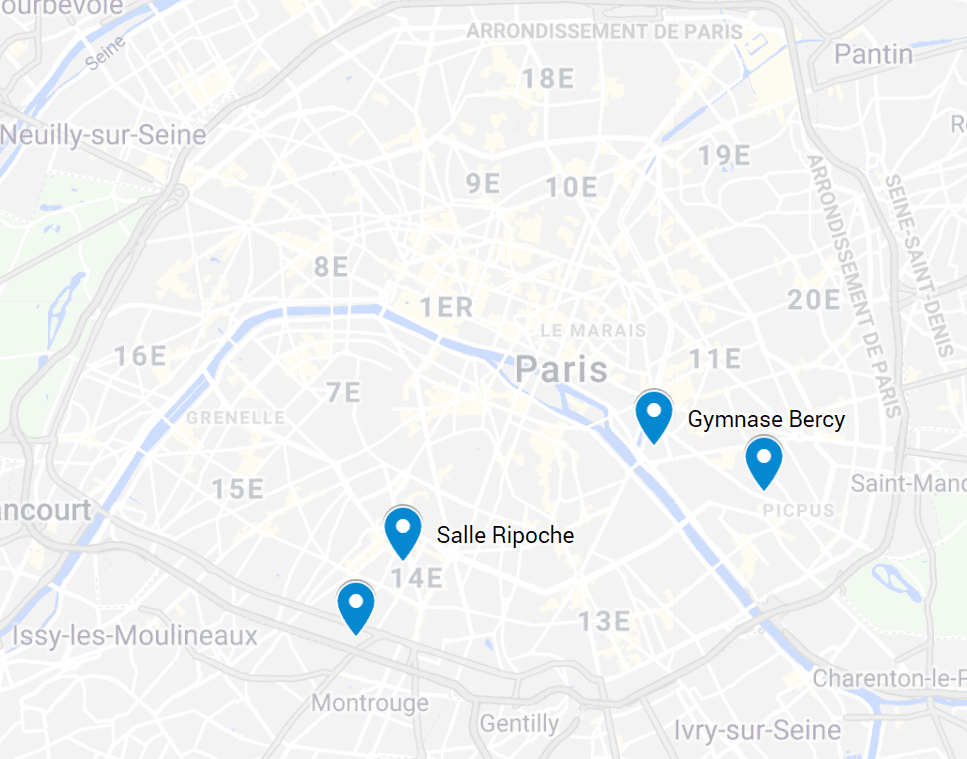 ourbevoie
Seine
ARRONDISSEMENT DE PARIS
Pantin
18E
Neuilly-sur-Seine
R
19E
9E
10E
ARRONDISSEMENT DE PARIS
SEINE-SAINT-DENIS
8E
1ER
20E
LE MARAIS
16E
11E
Paris
7E
GRENELLE
Gymnase Bercy
15E
Saint-Mand
ancourt
PICPUS
Salle Ripoche
14E
13E
Issy-les-Moulineaux
Charenton-le-P
Montrouge
Gentilly
Ivry-sur-Seine